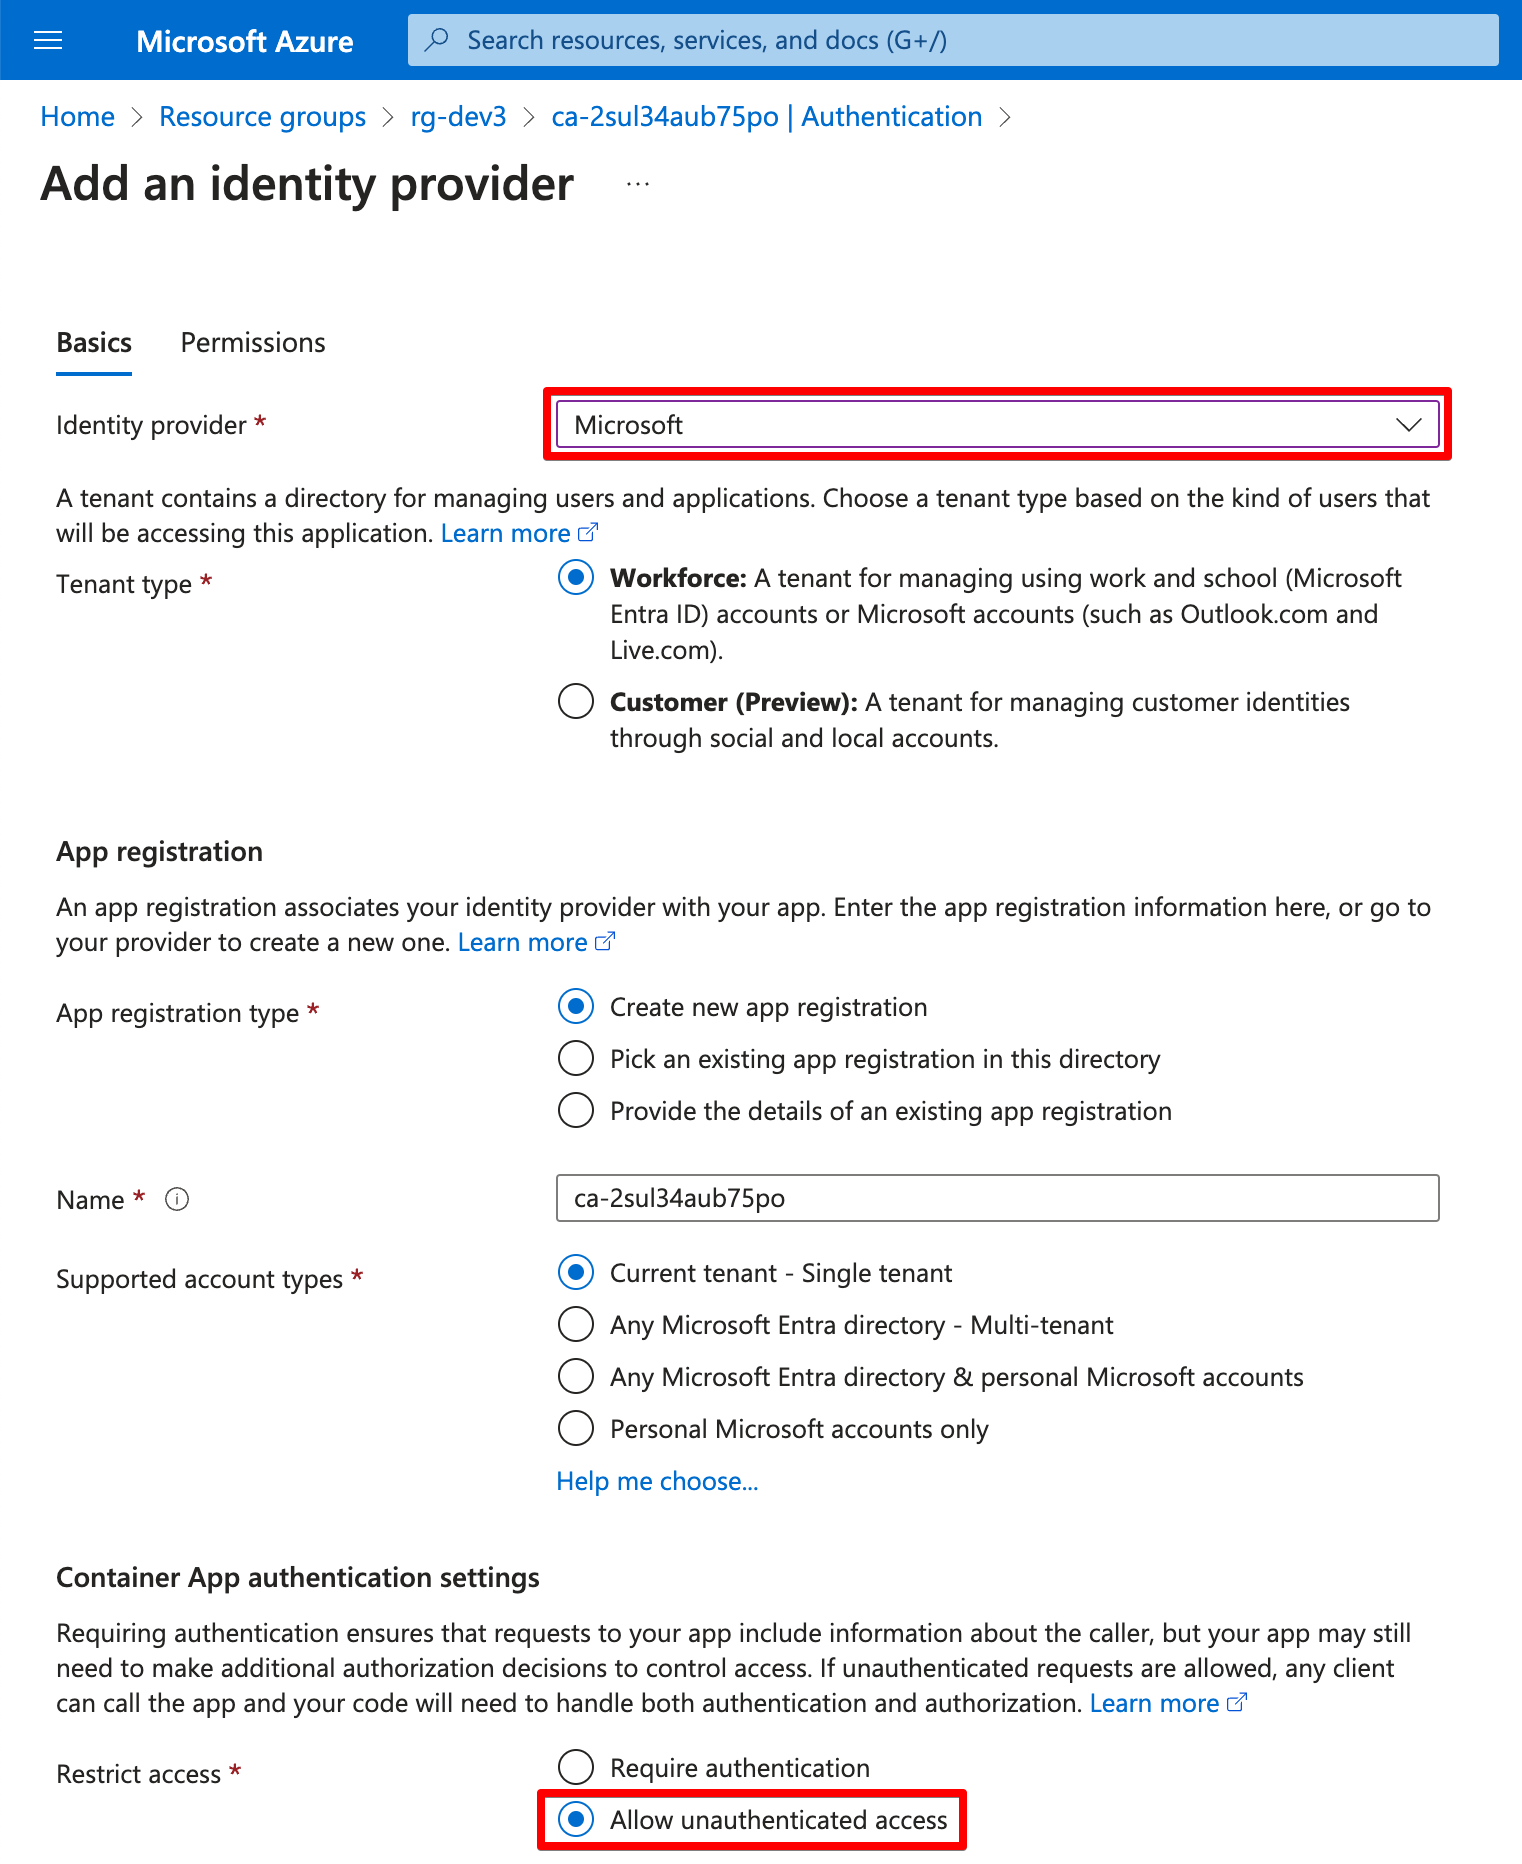 Microsoft Azure
Search resources, services, and docs (G+/)
Home > Resource groups > rg-dev3 > ca-2sul34aub75po | Authentication >
Add an identity provider ...
Basics Permissions
Identity provider * Microsoft
A tenant contains a directory for managing users and applications. Choose a tenant type based on the kind of users that
will be accessing this application. Learn more
Tenant type *
Workforce: A tenant for managing using work and school (Microsoft
Entra ID) accounts or Microsoft accounts (such as Outlook.com and
Live.com).
Customer (Preview): A tenant for managing customer identities
through social and local accounts.
App registration
An app registration associates your identity provider with your app. Enter the app registration information here, or go to
your provider to create a new one. Learn more
App registration type *
Create new app registration
Pick an existing app registration in this directory
Provide the details of an existing app registration
Name * ca-2sul34aub75po
Supported account types *
Current tenant - Single tenant
Any Microsoft Entra directory - Multi-tenant
Any Microsoft Entra directory & personal Microsoft accounts
Personal Microsoft accounts only
Help me choose...
Container App authentication settings
Requiring authentication ensures that requests to your app include information about the caller, but your app may still
need to make additional authorization decisions to control access. If unauthenticated requests are allowed, any client
can call the app and your code will need to handle both authentication and authorization. Learn more
Restrict access *
Require authentication
Allow unauthenticated access